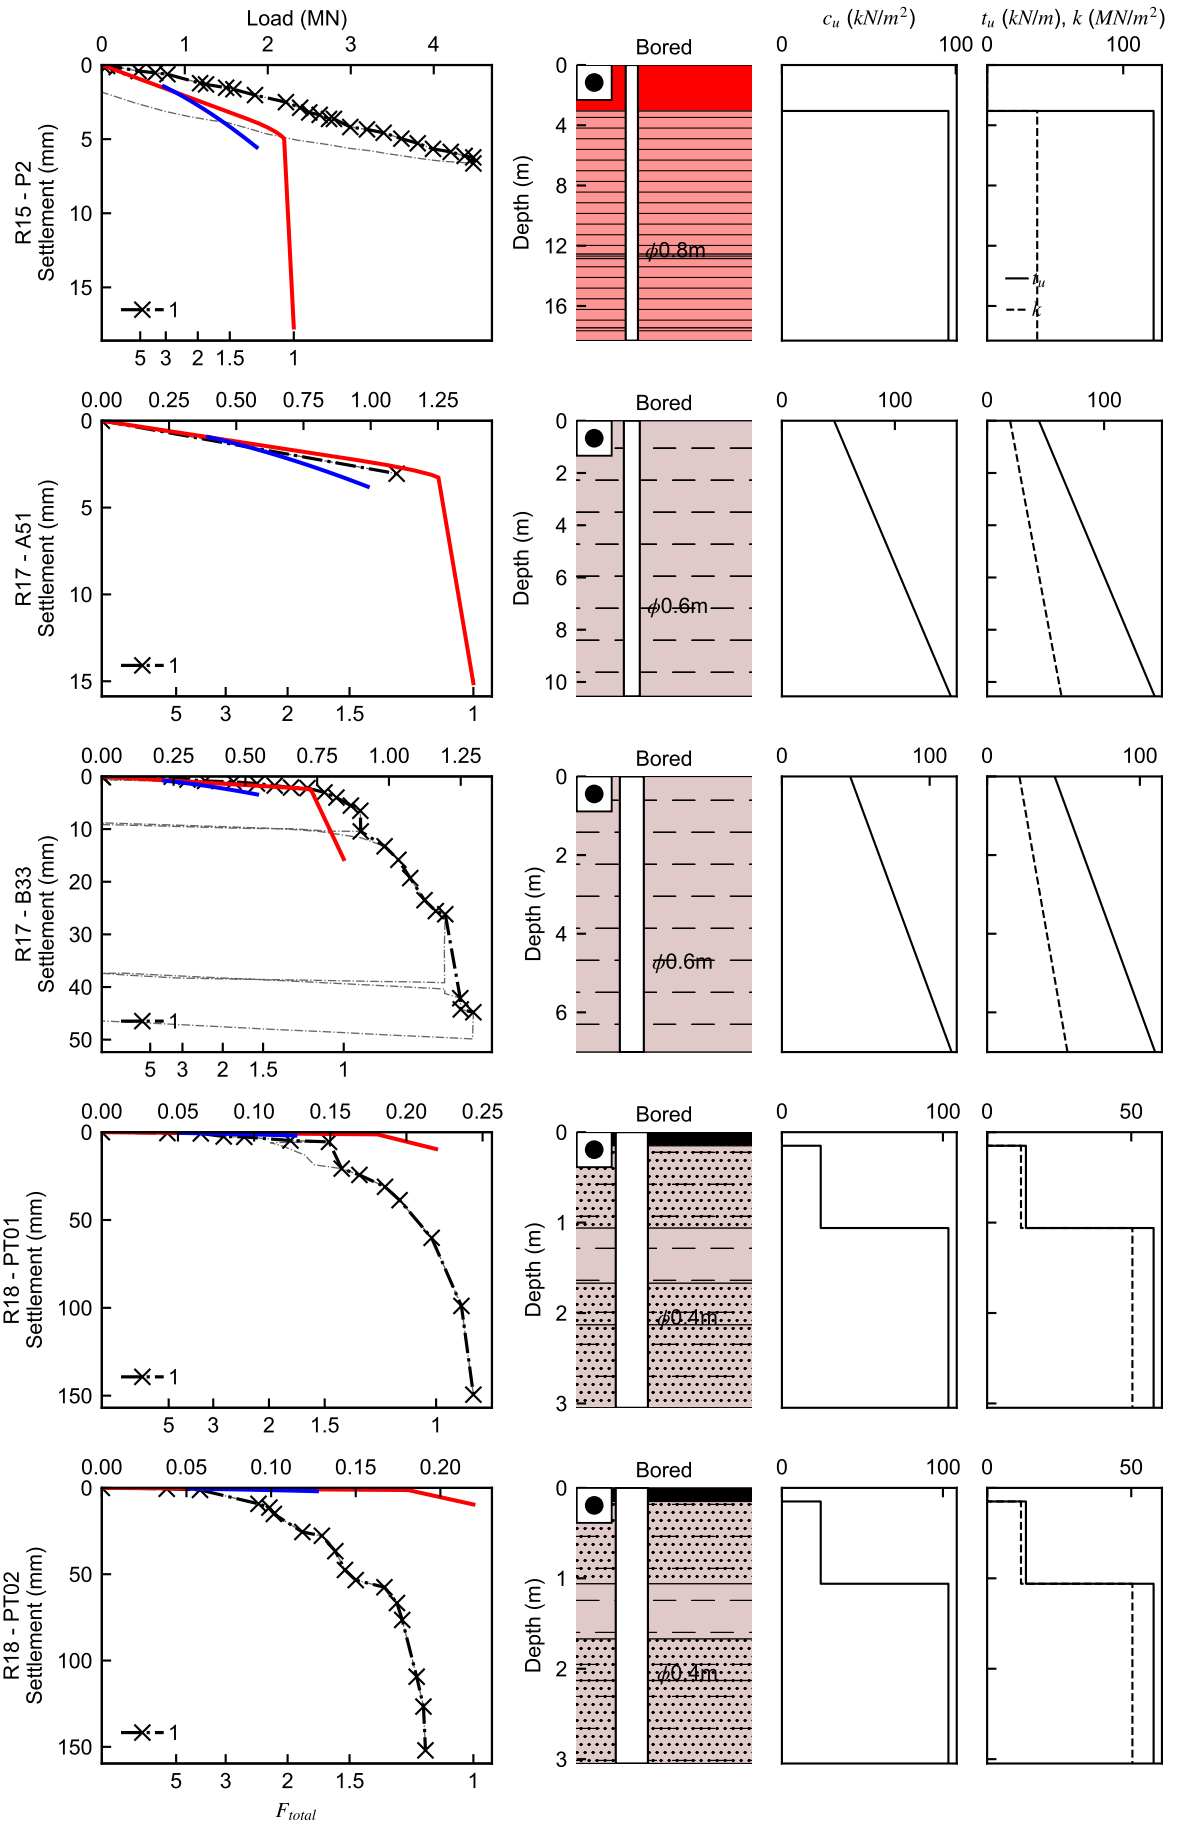 Load (MN)
c_u (kN/m²)
t_u (kN/m), k (MN/m²)
0 1 2 3 4
Bored
0 100
0 100
R15 - P2
Settlement (mm)
0
5
10
15
1
5 3 2 1.5 1
Depth (m)
0
4
8
12
16
ϕ0.8m
t_u
k
0.00 0.25 0.50 0.75 1.00 1.25
Bored
0 100
0 100
R17 - A51
Settlement (mm)
0
5
10
15
1
5 3 2 1.5 1
Depth (m)
0
2
4
6
8
10
ϕ0.6m
0.00 0.25 0.50 0.75 1.00 1.25
Bored
0 100
0 100
R17 - B33
Settlement (mm)
0
10
20
30
40
50
1
5 3 2 1.5 1
Depth (m)
0
2
4
6
ϕ0.6m
0.00 0.05 0.10 0.15 0.20 0.25
Bored
0 100
0 50
R18 - PT01
Settlement (mm)
0
50
100
150
1
5 3 2 1.5 1
Depth (m)
0
1
2
3
ϕ0.4m
0.00 0.05 0.10 0.15 0.20
Bored
0 100
0 50
R18 - PT02
Settlement (mm)
0
50
100
150
1
5 3 2 1.5 1
Depth (m)
0
1
2
3
ϕ0.4m
F_total